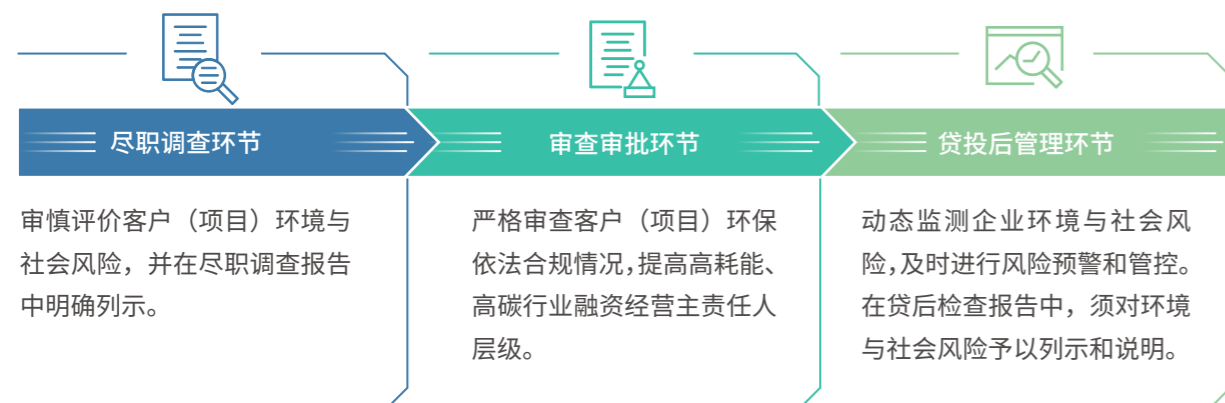 尽职调查环节
审慎评价客户（项目）环境与
社会风险，并在尽职调查报告
中明确列示。
审查审批环节
严格审查客户（项目）环保
依法合规情况，提高高耗能、
高碳行业融资经营主责任人
层级。
贷投后管理环节
动态监测企业环境与社会风
险，及时进行风险预警和管控。
在贷后检查报告中，须对环境
与社会风险予以列示和说明。